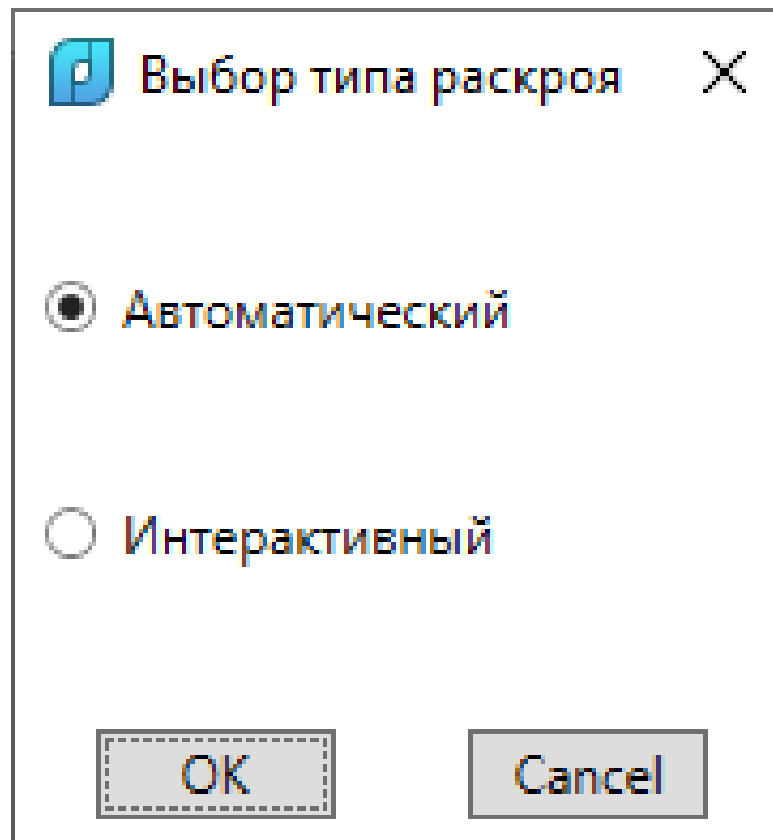 Выбор типа раскроя
Автоматический
Интерактивный
OK
Cancel